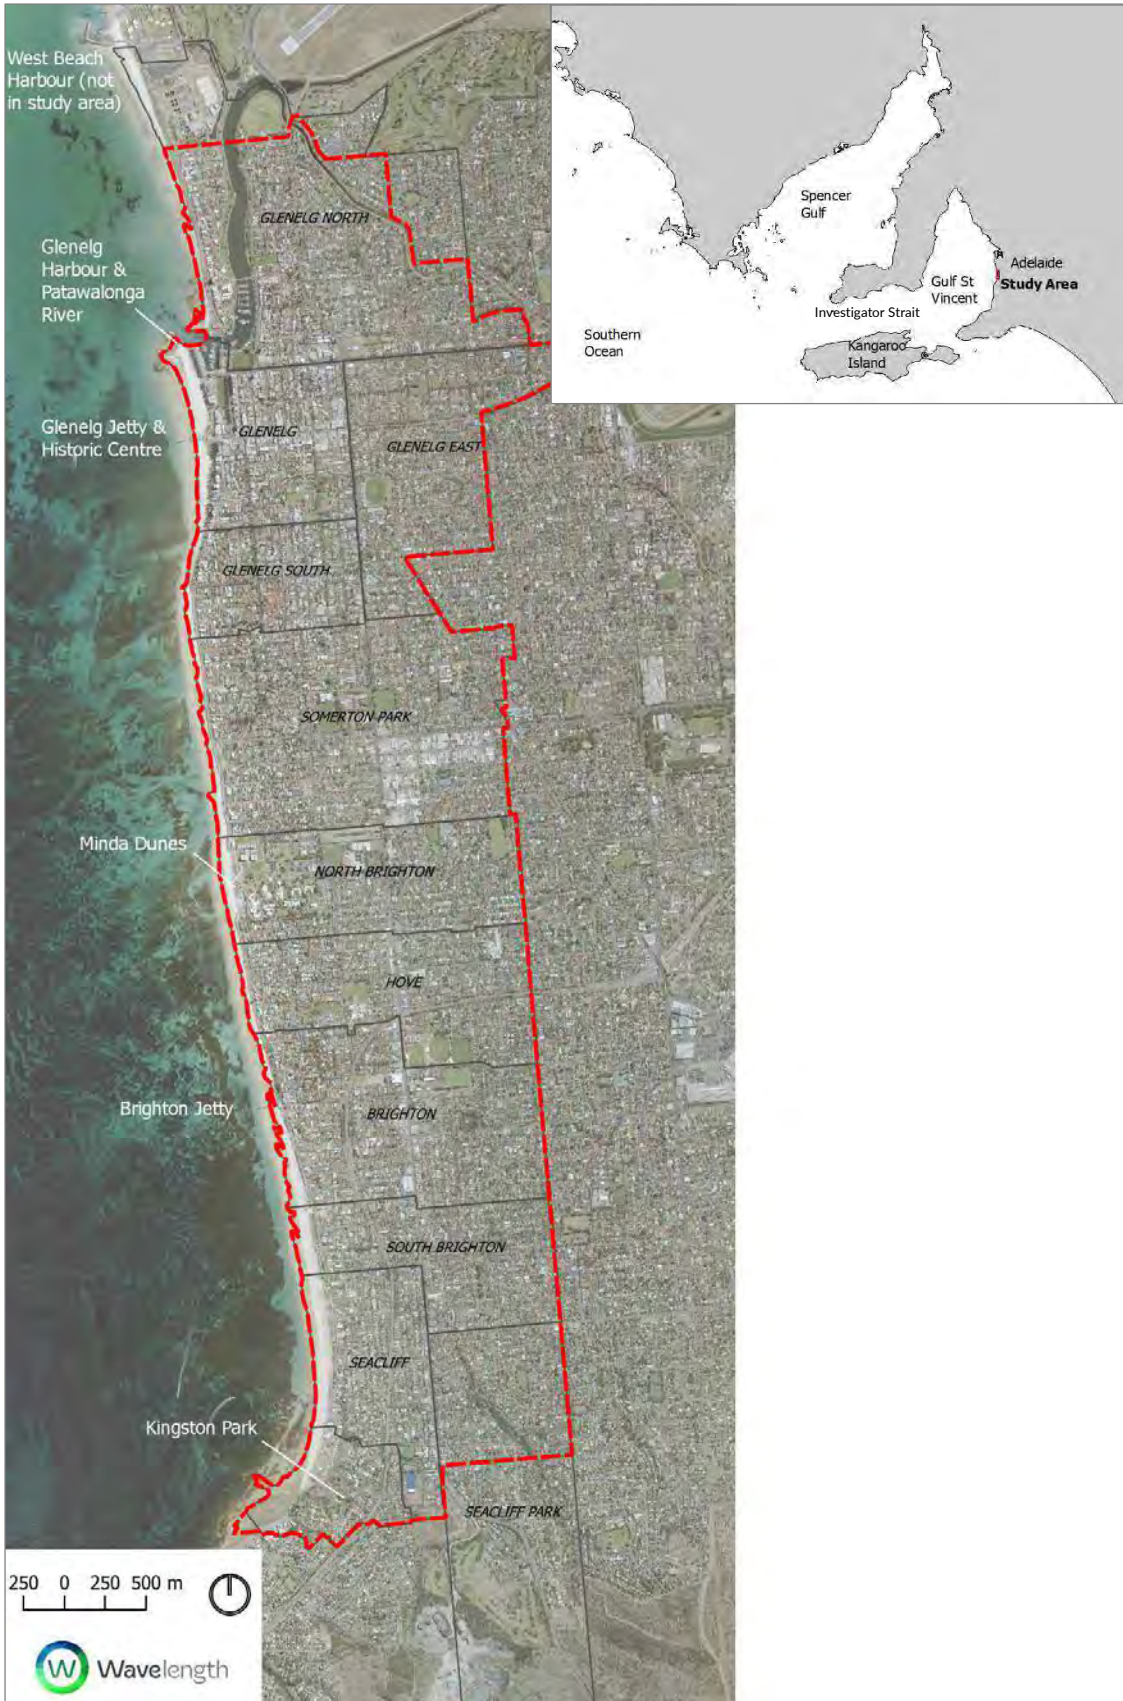 West Beach
Harbour (not
in study area)
GLENELG NORTH
Glenelg
Harbour &
Patawalonga
River
Glenelg Jetty &
Historic Centre
GLENELG
GLENELG EAST
GLENELG SOUTH
SOMERTON PARK
Minda Dunes
NORTH BRIGHTON
HOVE
Brighton Jetty
BRIGHTON
SOUTH BRIGHTON
SEACLIFF
Kingston Park
SEACLIFF PARK
250 0 250 500 m
W Wavelength
Spencer
Gulf
Adelaide
Study Area
Gulf St
Vincent
Investigator Strait
Southern
Ocean
Kangaroo
Island